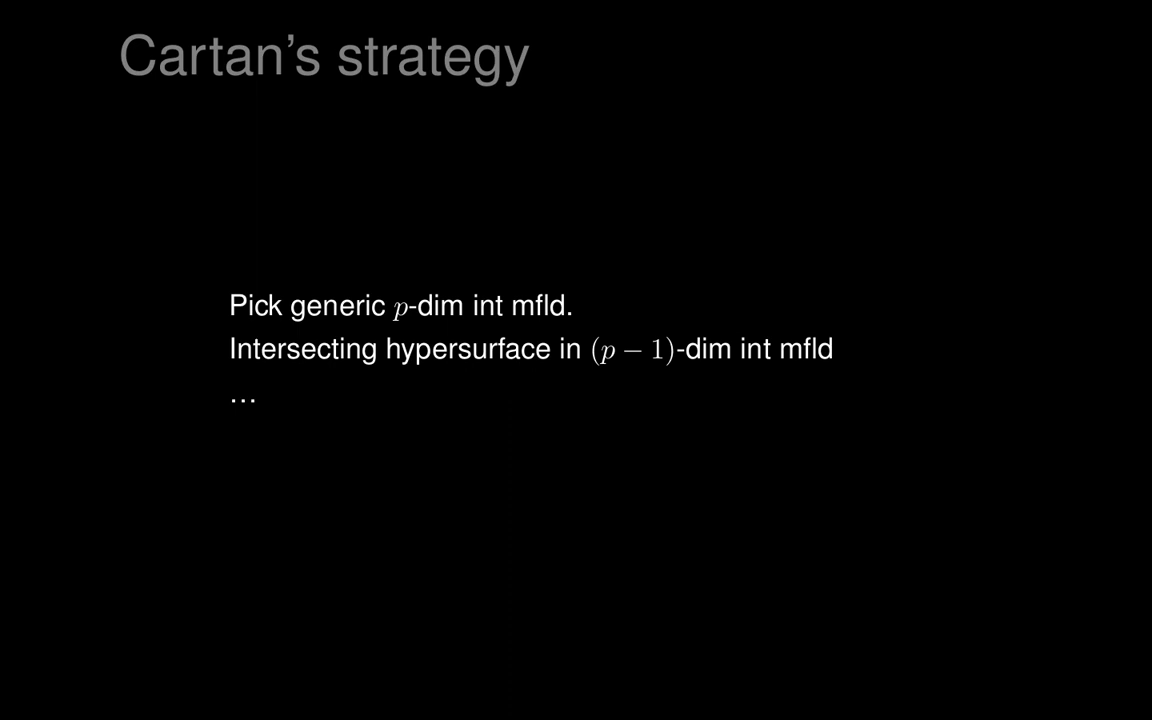 Cartan’s strategy
Pick generic p-dim int mfld.
Intersecting hypersurface in (p − 1)-dim int mfld
…